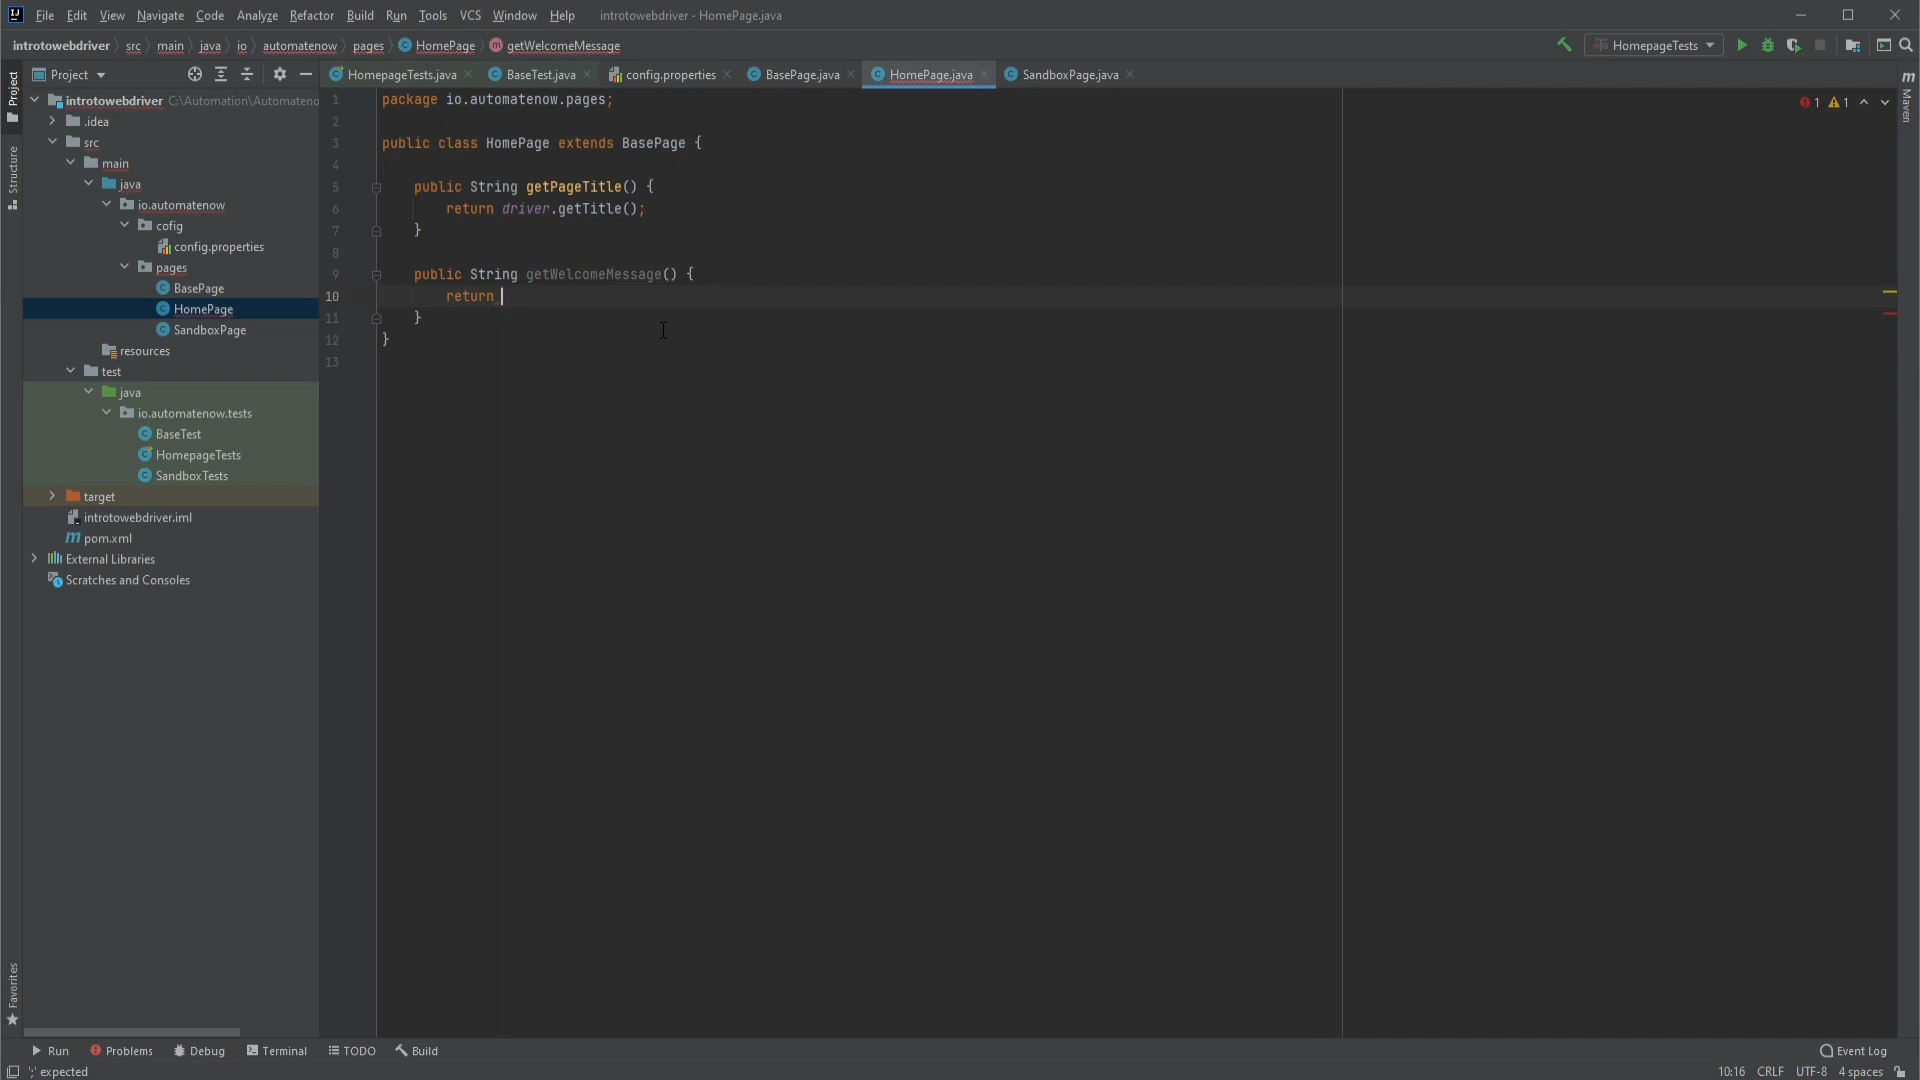 File Edit View Navigate Code Analyze Refactor Build Run Tools VCS Window Help introtowebdriver - HomePage.java
introtowebdriver src main java io automatenow pages HomePage getWelcomeMessage HomepageTests
Project HomepageTests.java BaseTest.java config.properties BasePage.java HomePage.java SandboxPage.java
Project
Structure
Favorites
Maven
introtowebdriver C:\Automation\Automateno
.idea
src
main
java
io.automatenow
cofig
config.properties
pages
BasePage
HomePage
SandboxPage
resources
test
java
io.automatenow.tests
BaseTest
HomepageTests
SandboxTests
target
introtowebdriver.iml
pom.xml
External Libraries
Scratches and Consoles
1 package io.automatenow.pages;
2
3 public class HomePage extends BasePage {
4
5 public String getPageTitle() {
6 return driver.getTitle();
7 }
8
9 public String getWelcomeMessage() {
10 return
11 }
12 }
13
1 1
Run Problems Debug Terminal TODO Build Event Log
';' expected 10:16 CRLF UTF-8 4 spaces